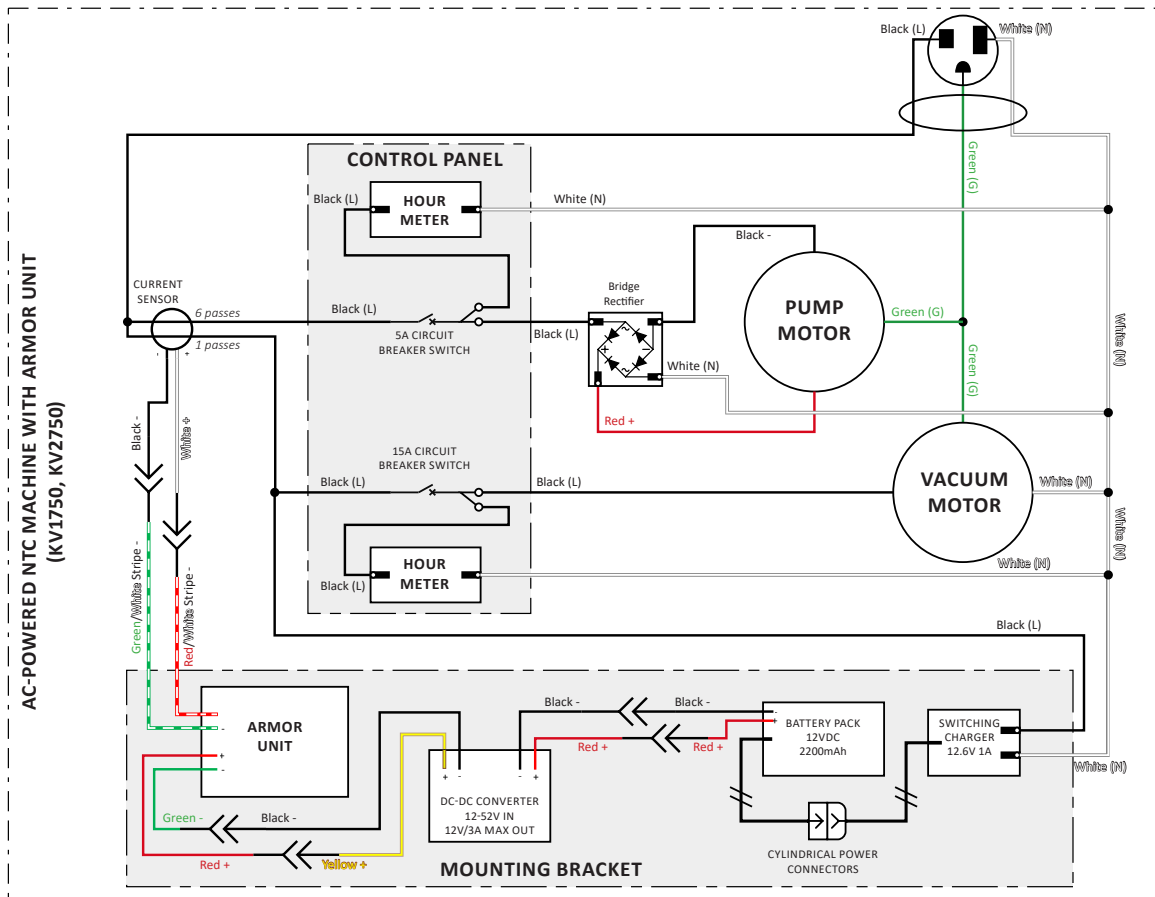 AC-POWERED NTC MACHINE WITH ARMOR UNIT
(KV1750, KV2750)
Black (L)
White (N)
Green (G)
CONTROL PANEL
Black (L)
HOUR
METER
White (N)
Black -
CURRENT
SENSOR
6 passes
1 passes
- +
Black (L)
5A CIRCUIT
BREAKER SWITCH
Black (L)
Bridge
Rectifier
~
+ -
~
White (N)
Red +
PUMP
MOTOR
Green (G)
Green (G)
White (N)
Black -
White +
15A CIRCUIT
BREAKER SWITCH
Black (L)
Black (L)
VACUUM
MOTOR
White (N)
White (N)
HOUR
METER
Black (L)
White (N)
Black (L)
Green/White Stripe -
Red/White Stripe -
ARMOR
UNIT
-
-
+
-
Green -
Black -
Red +
Yellow +
Black -
Black -
Red +
Red +
+ - - +
DC-DC CONVERTER
12-52V IN
12V/3A MAX OUT
-
+
BATTERY PACK
12VDC
2200mAh
SWITCHING
CHARGER
12.6V 1A
White (N)
CYLINDRICAL POWER
CONNECTORS
MOUNTING BRACKET